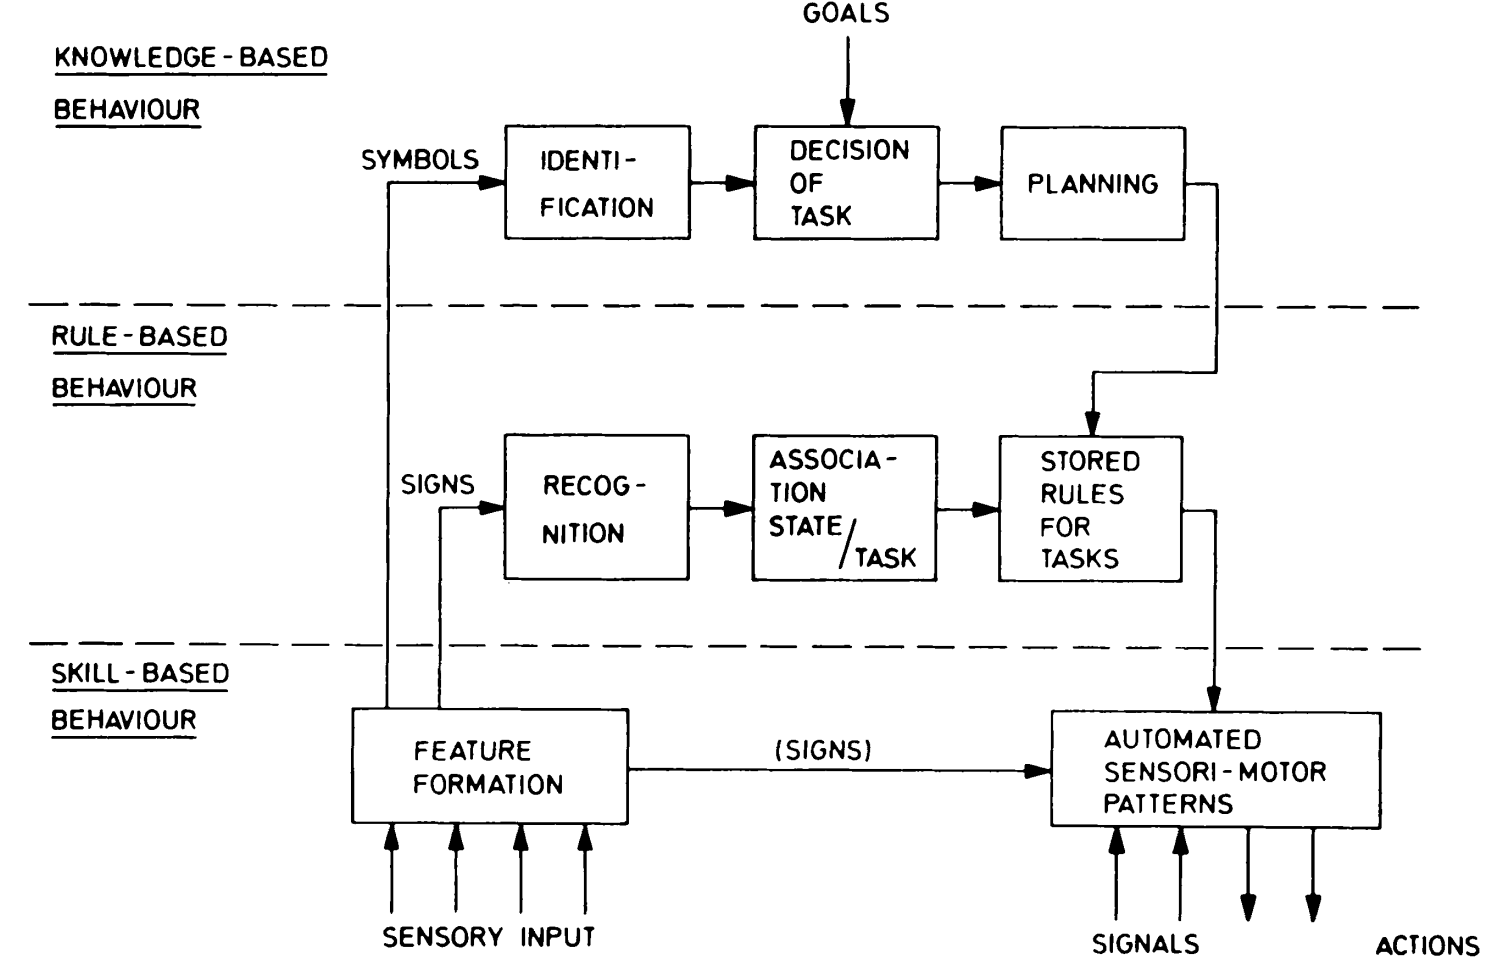 GOALS
KNOWLEDGE-BASED
BEHAVIOUR
SYMBOLS
IDENTI-
FICATION
DECISION
OF
TASK
PLANNING
RULE-BASED
BEHAVIOUR
SIGNS
RECOG-
NITION
ASSOCIA-
TION
STATE/
TASK
STORED
RULES
FOR
TASKS
SKILL-BASED
BEHAVIOUR
FEATURE
FORMATION
(SIGNS)
AUTOMATED
SENSORI-MOTOR
PATTERNS
SENSORY INPUT
SIGNALS
ACTIONS